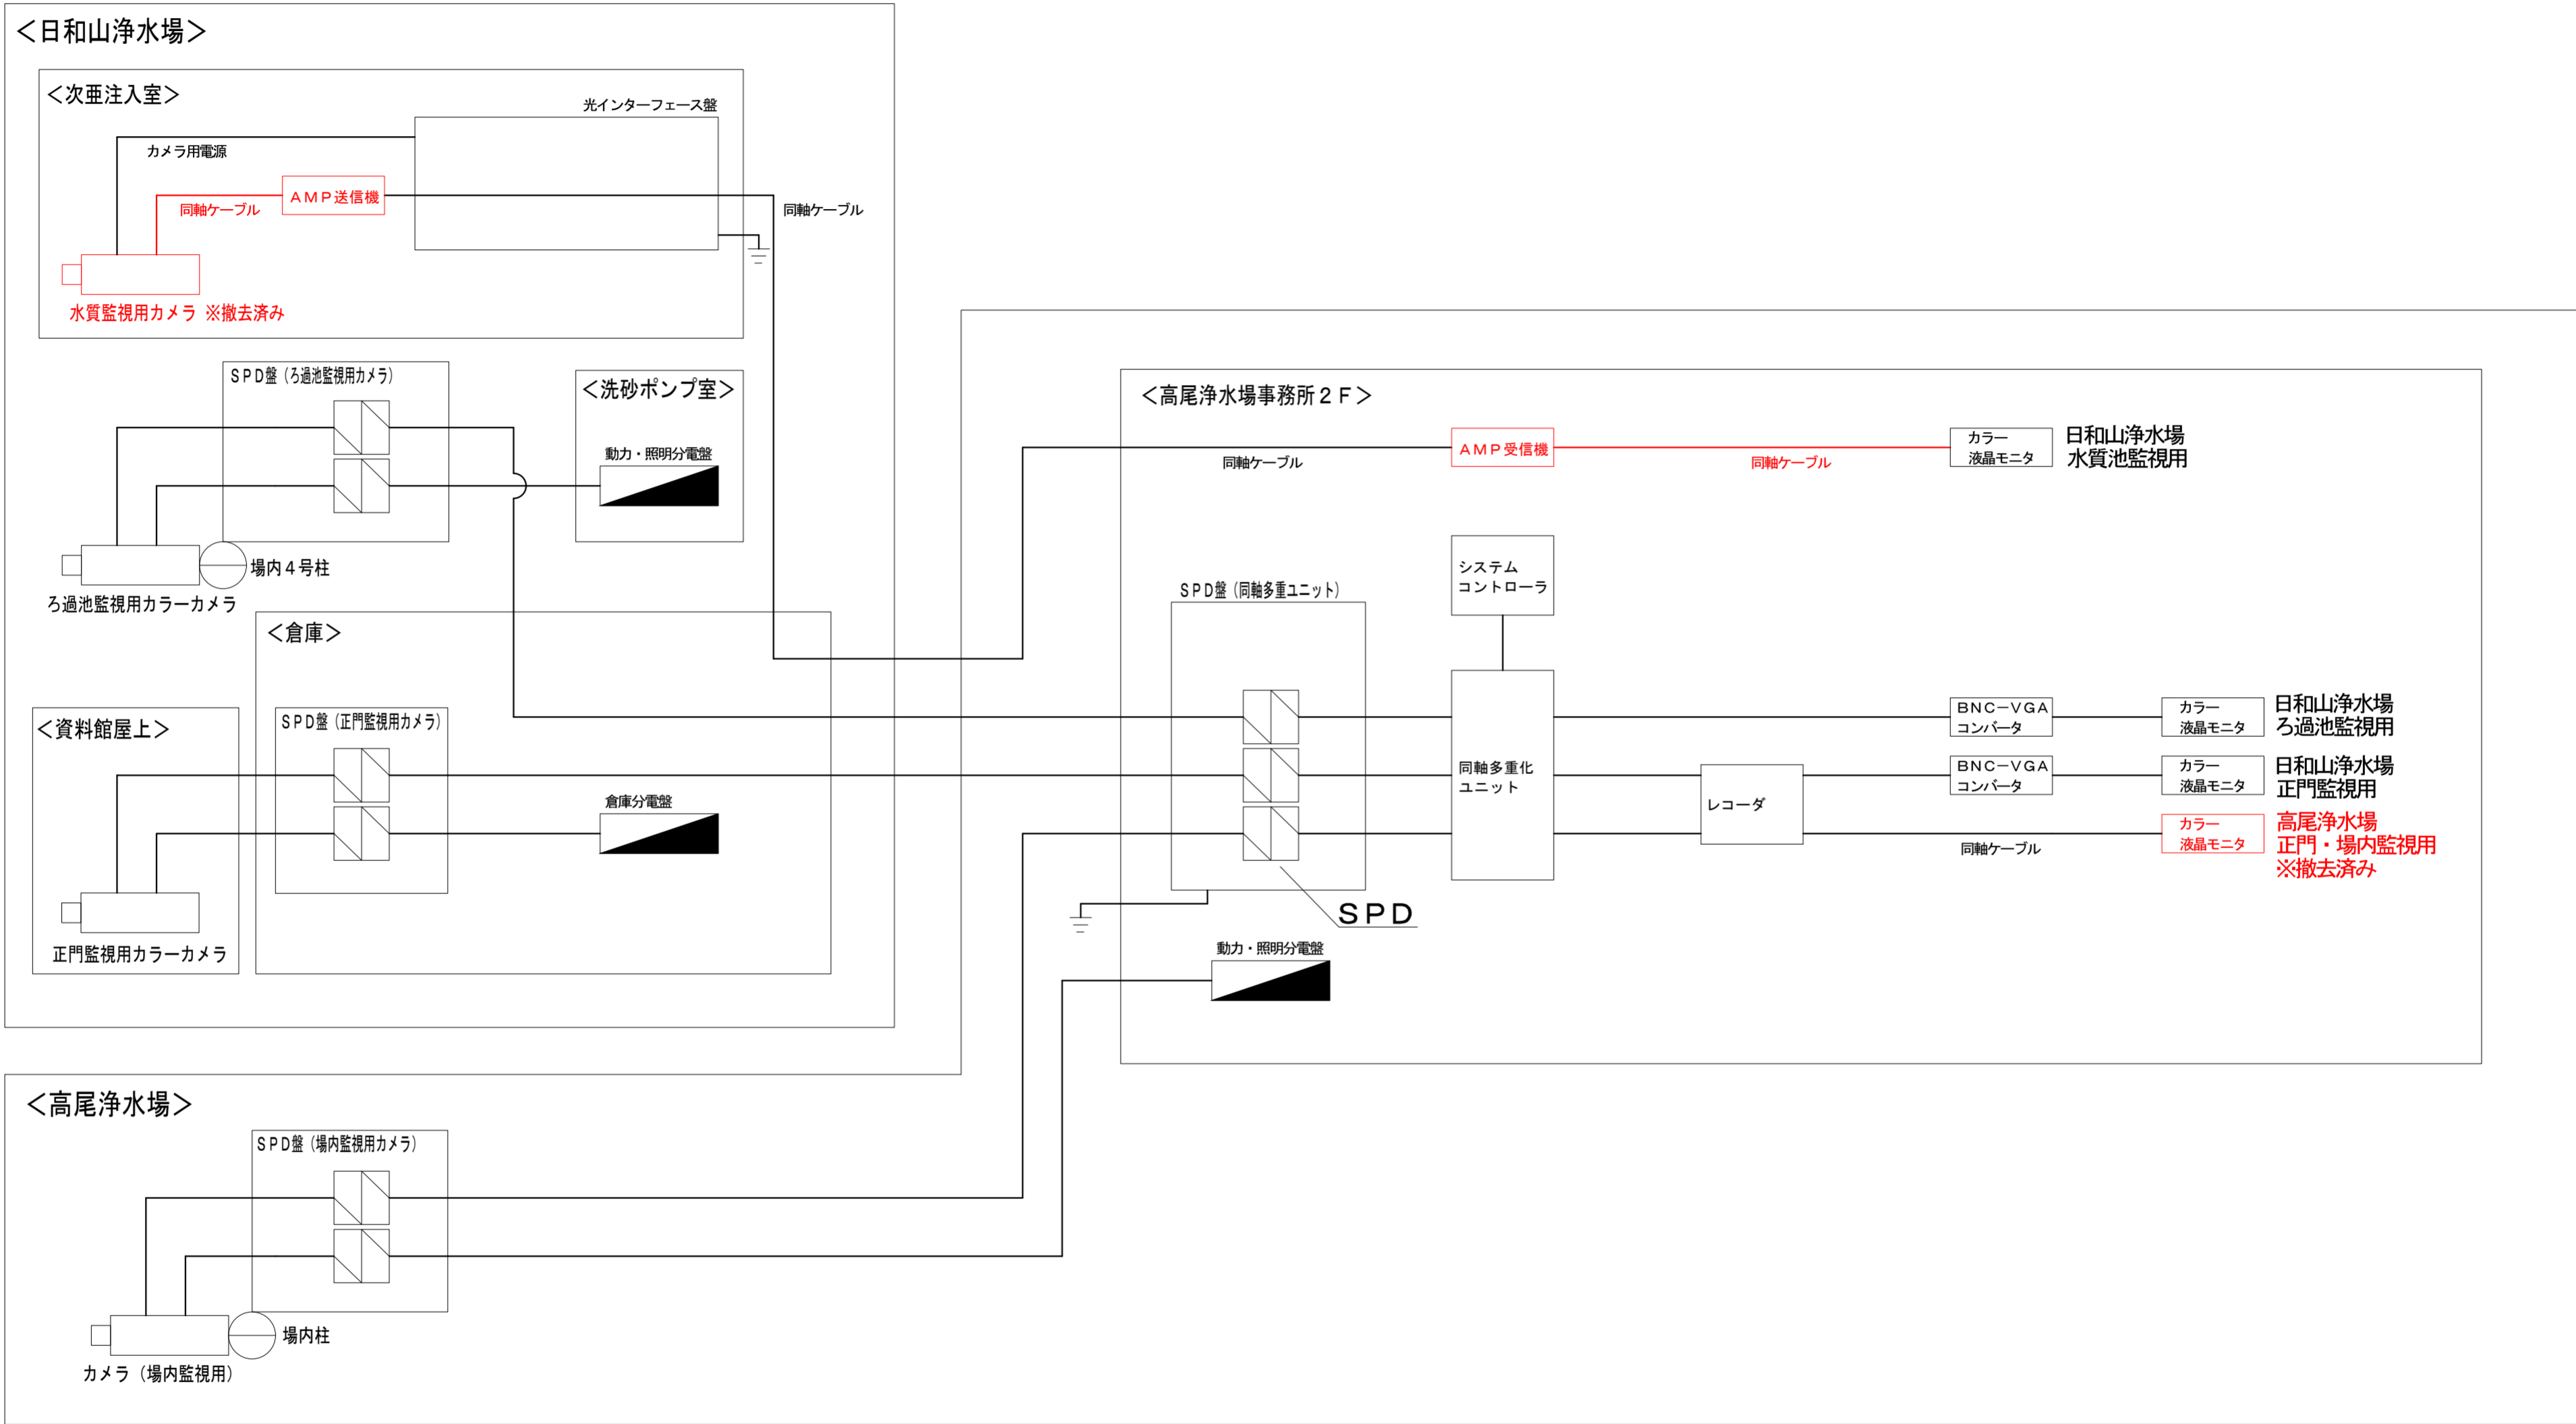 ＜日和山浄水場＞
＜次亜注入室＞
光インターフェース盤
カメラ用電源
ＡＭＰ送信機
同軸ケーブル
同軸ケーブル
水質監視用カメラ ※撤去済み
ＳＰＤ盤（ろ過池監視用カメラ）
＜洗砂ポンプ室＞
動力・照明分電盤
場内４号柱
ろ過池監視用カラーカメラ
＜倉庫＞
＜資料館屋上＞
ＳＰＤ盤（正門監視用カメラ）
倉庫分電盤
正門監視用カラーカメラ
＜高尾浄水場事務所２Ｆ＞
同軸ケーブル
ＡＭＰ受信機
同軸ケーブル
カラー
液晶モニタ
日和山浄水場
水質池監視用
システム
コントローラ
ＳＰＤ盤（同軸多重ユニット）
同軸多重化
ユニット
レコーダ
ＢＮＣ－ＶＧＡ
コンバータ
カラー
液晶モニタ
日和山浄水場
ろ過池監視用
ＢＮＣ－ＶＧＡ
コンバータ
カラー
液晶モニタ
日和山浄水場
正門監視用
同軸ケーブル
カラー
液晶モニタ
高尾浄水場
正門・場内監視用
※撤去済み
ＳＰＤ
動力・照明分電盤
＜高尾浄水場＞
ＳＰＤ盤（場内監視用カメラ）
場内柱
カメラ（場内監視用）